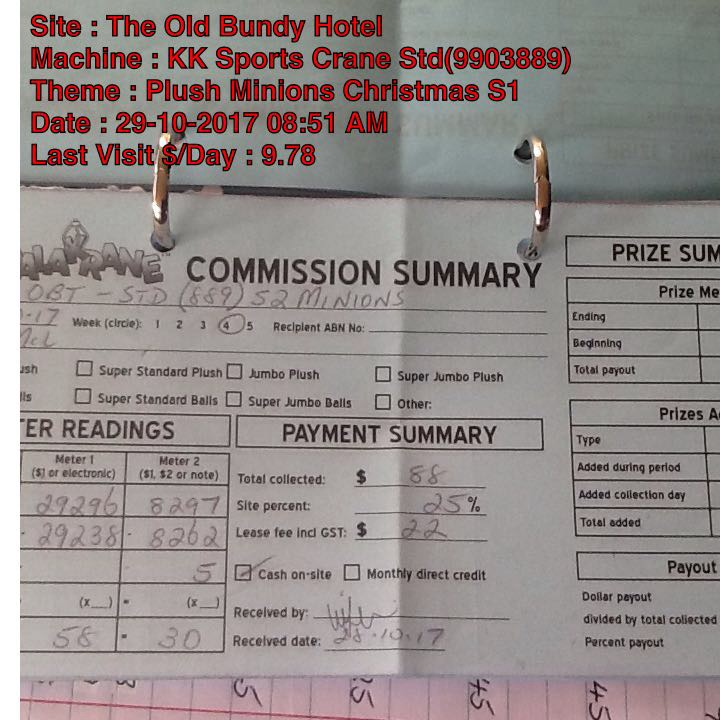 Site : The Old Bundy Hotel
Machine : KK Sports Crane Std(9903889)
Theme : Plush Minions Christmas S1
Date : 29-10-2017 08:51 AM
Last Visit $/Day : 9.78
COMMISSION SUMMARY
OBT - STD (889) 52 MINIONS
-17 Week (circle): 1 2 3 4 5 Recipient ABN No:
ush Super Standard Plush Jumbo Plush Super Jumbo Plush
lls Super Standard Balls Super Jumbo Balls Other:
ER READINGS
Meter 1 Meter 2
($1 or electronic) ($1, $2 or note)
29296 8297
- 29238 - 8262
5
(x__) = (x__)
58 30
PAYMENT SUMMARY
Total collected: $ 88
Site percent: 25%
Lease fee incl GST: $ 22
Cash on-site Monthly direct credit
Received by:
Received date: 28.10.17
PRIZE SUM
Prize Me
Ending
Beginning
Total payout
Prizes A
Type
Added during period
Added collection day
Total added
Payout
Dollar payout
divided by total collected
Percent payout
45
45